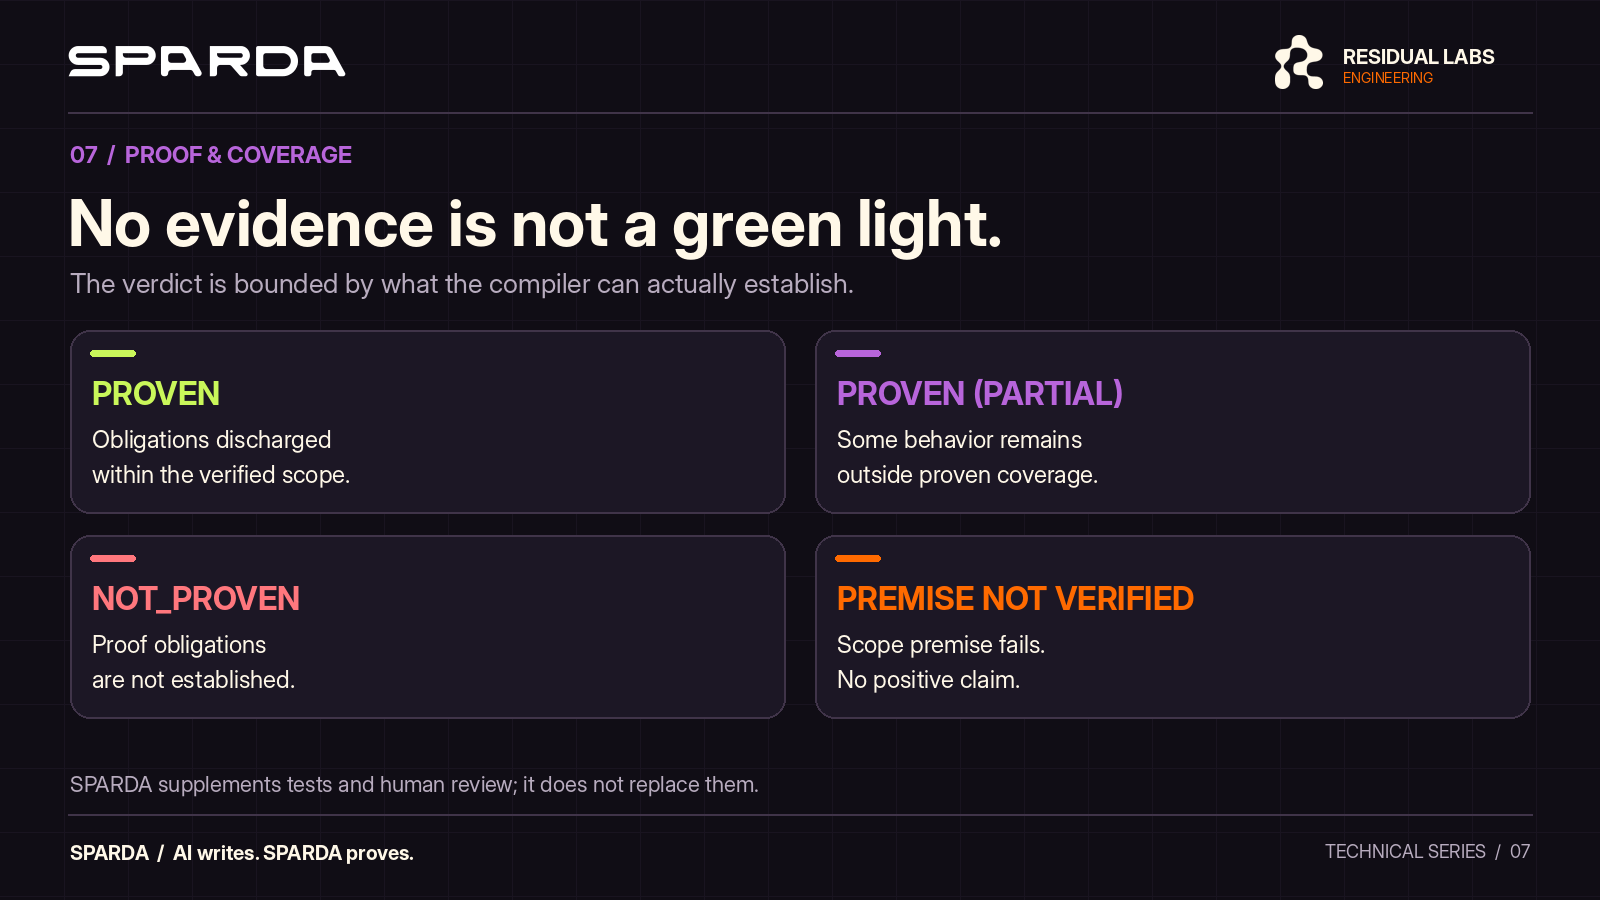 SPARDA
RESIDUAL LABS
ENGINEERING
07 / PROOF & COVERAGE
No evidence is not a green light.
The verdict is bounded by what the compiler can actually establish.
PROVEN
Obligations discharged
within the verified scope.
PROVEN (PARTIAL)
Some behavior remains
outside proven coverage.
NOT_PROVEN
Proof obligations
are not established.
PREMISE NOT VERIFIED
Scope premise fails.
No positive claim.
SPARDA supplements tests and human review; it does not replace them.
SPARDA / AI writes. SPARDA proves.
TECHNICAL SERIES / 07